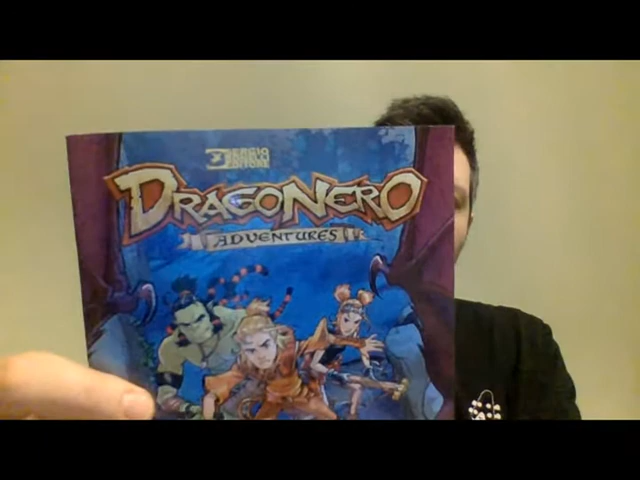 SERGIO
BONELLI
EDITORE
DRAGONERO
ADVENTURES